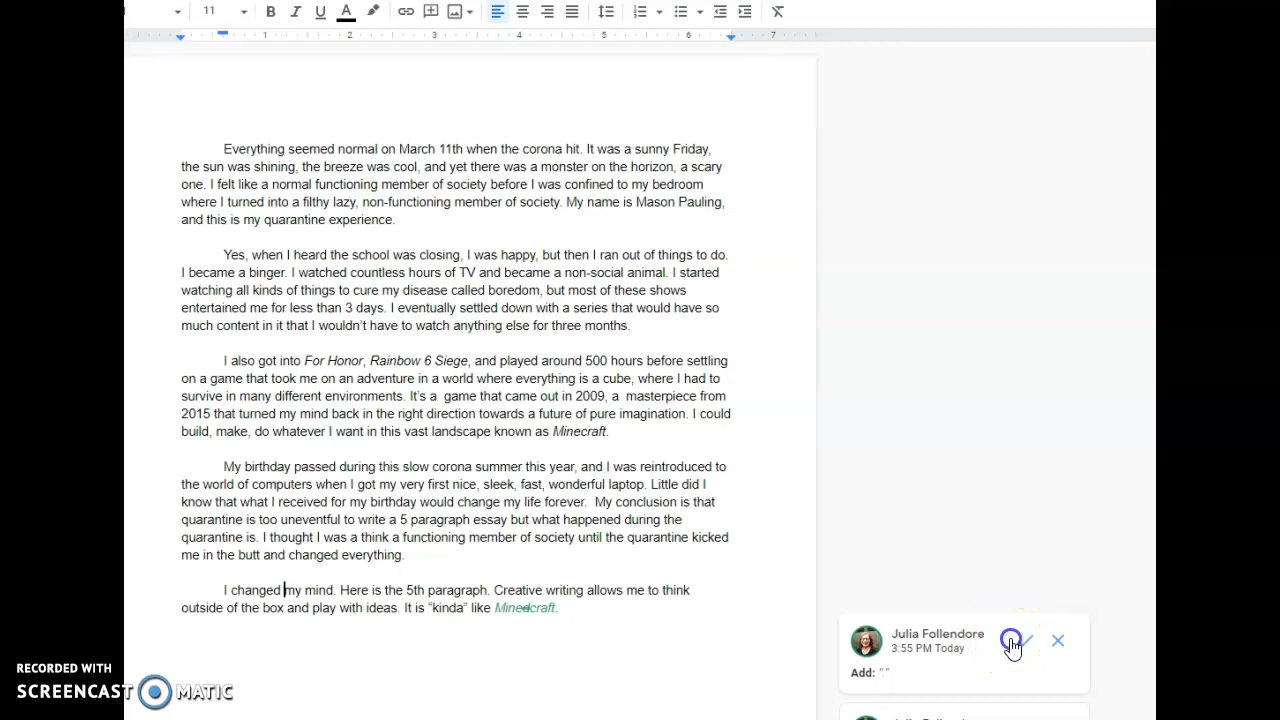 11 B I U A
1 2 3 4 5 6 7
Everything seemed normal on March 11th when the corona hit. It was a sunny Friday,
the sun was shining, the breeze was cool, and yet there was a monster on the horizon, a scary
one. I felt like a normal functioning member of society before I was confined to my bedroom
where I turned into a filthy lazy, non-functioning member of society. My name is Mason Pauling,
and this is my quarantine experience.
Yes, when I heard the school was closing, I was happy, but then I ran out of things to do.
I became a binger. I watched countless hours of TV and became a non-social animal. I started
watching all kinds of things to cure my disease called boredom, but most of these shows
entertained me for less than 3 days. I eventually settled down with a series that would have so
much content in it that I wouldn't have to watch anything else for three months.
I also got into For Honor, Rainbow 6 Siege, and played around 500 hours before settling
on a game that took me on an adventure in a world where everything is a cube, where I had to
survive in many different environments. It's a  game that came out in 2009, a  masterpiece from
2015 that turned my mind back in the right direction towards a future of pure imagination. I could
build, make, do whatever I want in this vast landscape known as Minecraft.
My birthday passed during this slow corona summer this year, and I was reintroduced to
the world of computers when I got my very first nice, sleek, fast, wonderful laptop. Little did I
know that what I received for my birthday would change my life forever.  My conclusion is that
quarantine is too uneventful to write a 5 paragraph essay but what happened during the
quarantine is. I thought I was a think a functioning member of society until the quarantine kicked
me in the butt and changed everything.
I changed my mind. Here is the 5th paragraph. Creative writing allows me to think
outside of the box and play with ideas. It is “kinda” like Minedcraft.
Julia Follendore
3:55 PM Today
Add: “.”
RECORDED WITH
SCREENCAST MATIC